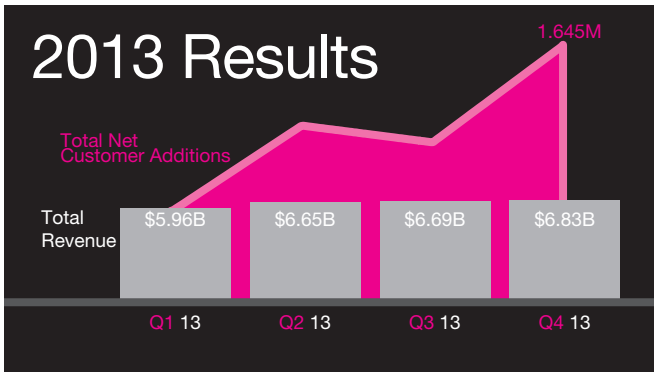 2013 Results
1.645M
Total Net
Customer Additions
Total
Revenue
$5.96B $6.65B $6.69B $6.83B
Q1 13 Q2 13 Q3 13 Q4 13